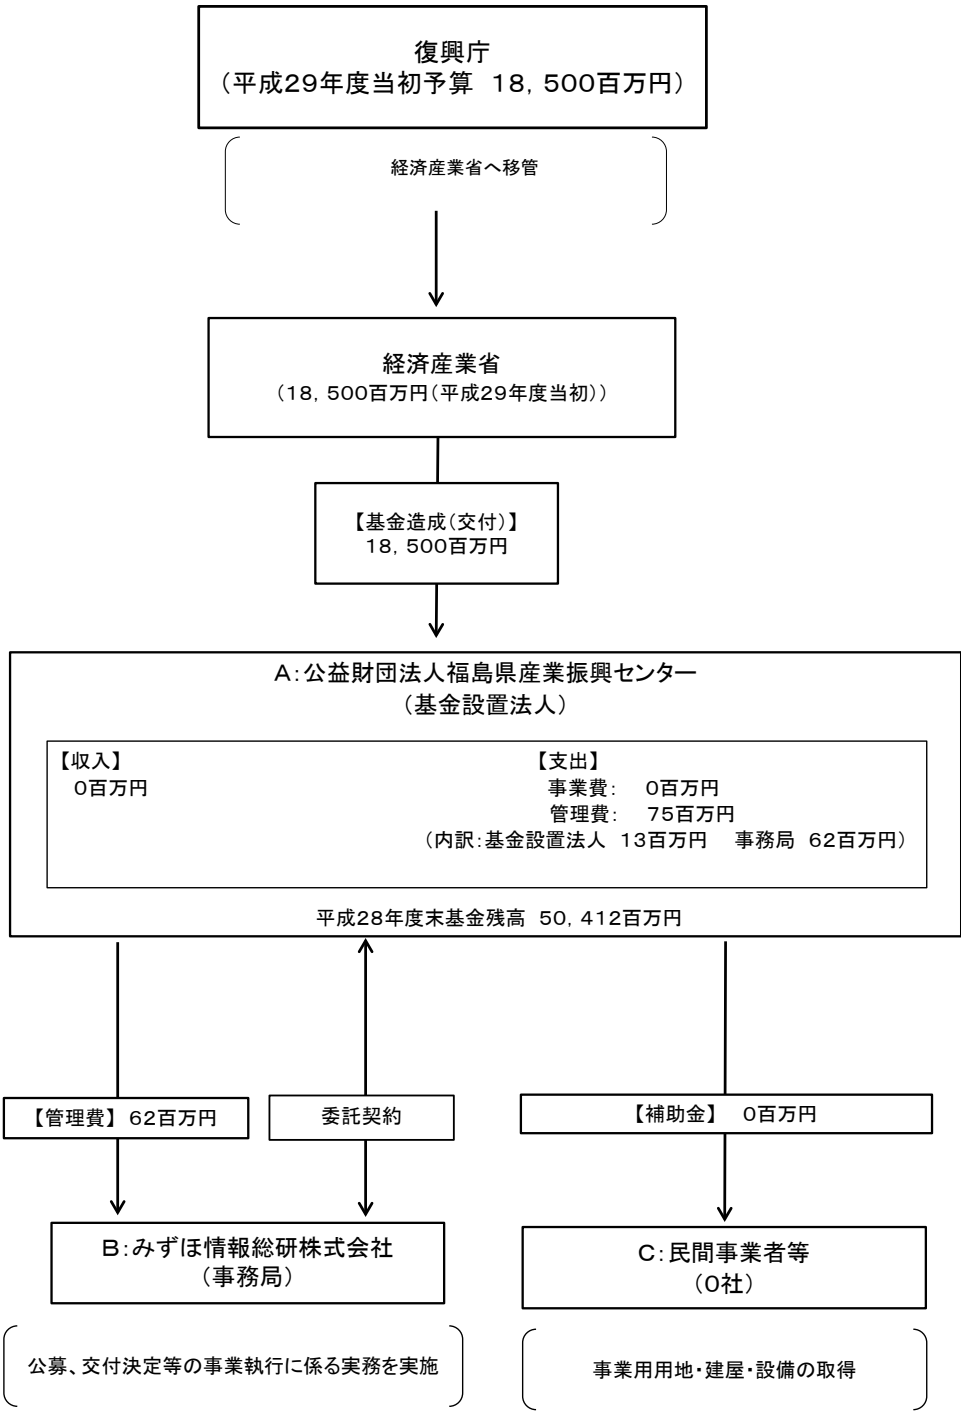 復興庁
（平成２９年度当初予算　１８，５００百万円）
経済産業省へ移管
経済産業省
（１８，５００百万円（平成２９年度当初））
【基金造成（交付）】
１８，５００百万円
Ａ：公益財団法人福島県産業振興センター
（基金設置法人）
【収入】
０百万円
【支出】
事業費：　０百万円
管理費：　７５百万円
（内訳：基金設置法人　１３百万円　事務局　６２百万円）
平成２８年度末基金残高　５０，４１２百万円
【管理費】　６２百万円
委託契約
【補助金】　０百万円
Ｂ：みずほ情報総研株式会社
（事務局）
Ｃ：民間事業者等
（０社）
公募、交付決定等の事業執行に係る実務を実施
事業用用地・建屋・設備の取得